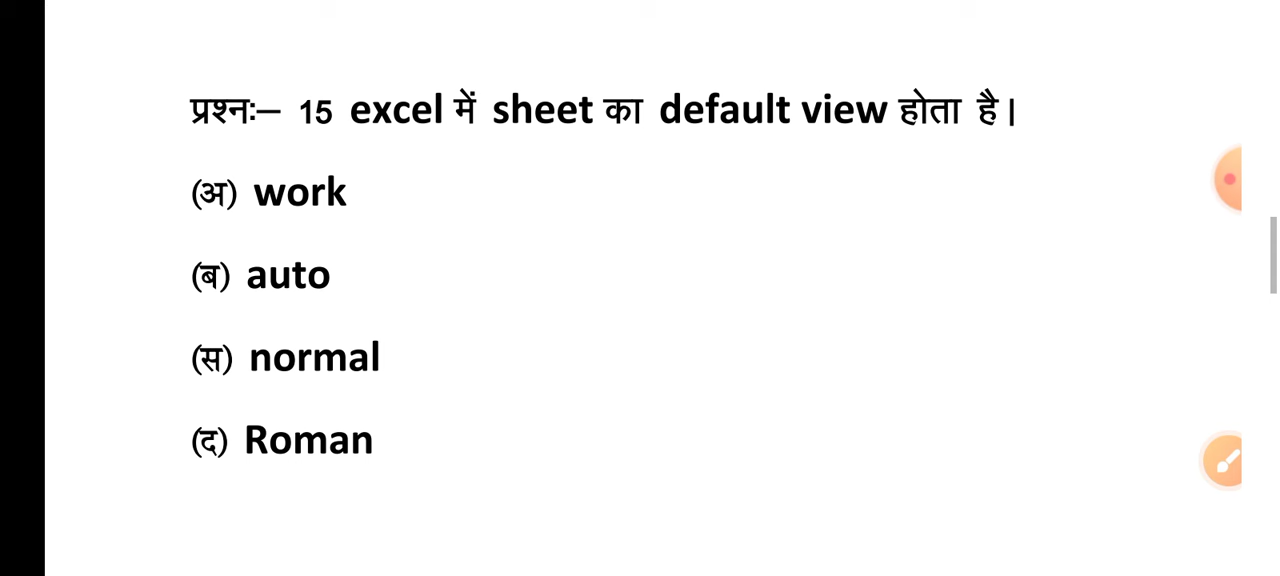 प्रश्नः– 15 excel में sheet का default view होता है।
(अ) work
(ब) auto
(स) normal
(द) Roman